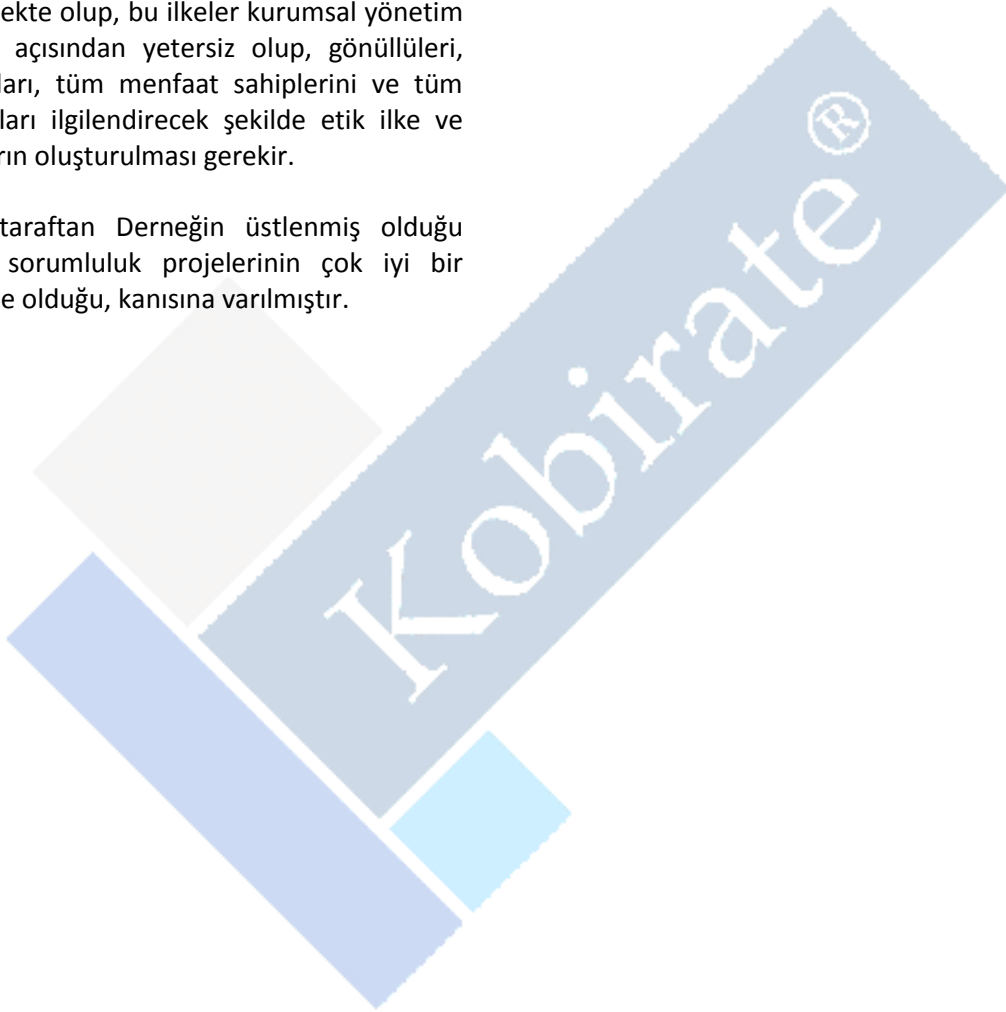 ekte olup, bu ilkeler kurumsal yönetim
açısından yetersiz olup, gönüllüleri,
ları, tüm menfaat sahiplerini ve tüm
ları ilgilendirecek şekilde etik ilke ve
rın oluşturulması gerekir.
taraftan Derneğin üstlenmiş olduğu
sorumluluk projelerinin çok iyi bir
e olduğu, kanısına varılmıştır.
Kobirate ®